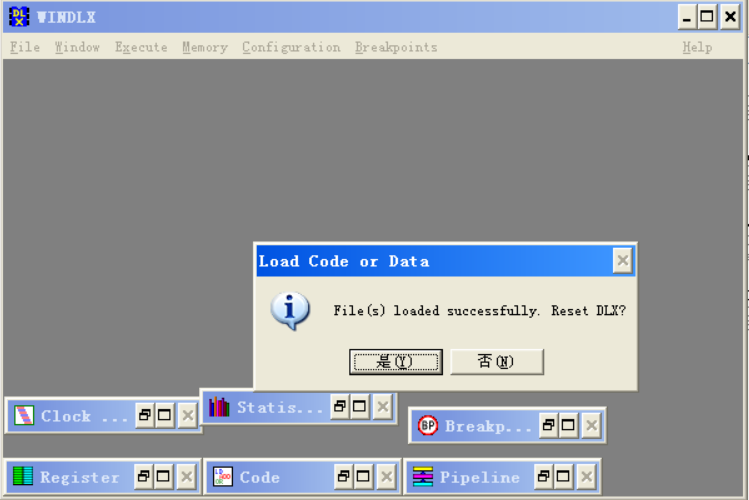 WINDLX
File Window Execute Memory Configuration Breakpoints Help
Load Code or Data
File(s) loaded successfully. Reset DLX?
是(Y) 否(N)
Clock ...
Statis...
Breakp...
Register
Code
Pipeline